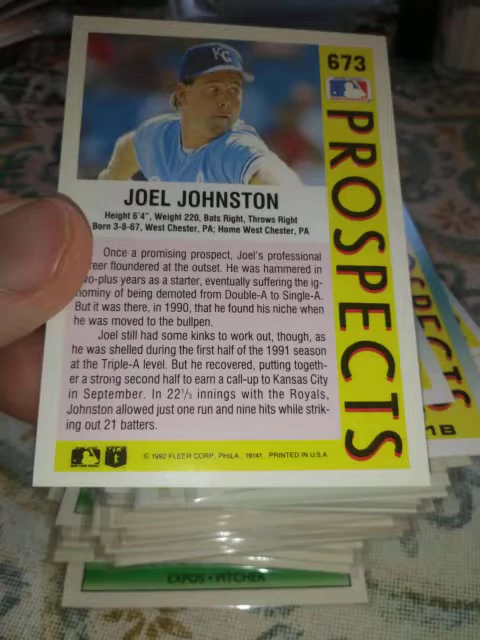 KC
673
PROSPECTS
JOEL JOHNSTON
Height 6'4", Weight 220, Bats Right, Throws Right
Born 3-8-67, West Chester, PA; Home West Chester, PA
Once a promising prospect, Joel's professional
reer floundered at the outset. He was hammered in
wo-plus years as a starter, eventually suffering the ig-
nominy of being demoted from Double-A to Single-A.
But it was there, in 1990, that he found his niche when
he was moved to the bullpen.
Joel still had some kinks to work out, though, as
he was shelled during the first half of the 1991 season
at the Triple-A level. But he recovered, putting togeth-
er a strong second half to earn a call-up to Kansas City
in September. In 22⅓ innings with the Royals,
Johnston allowed just one run and nine hits while strik-
ing out 21 batters.
© 1992 FLEER CORP., PHILA., 19141 PRINTED IN U.S.A.
OSPECTS
1B
EXPOS • PITCHER